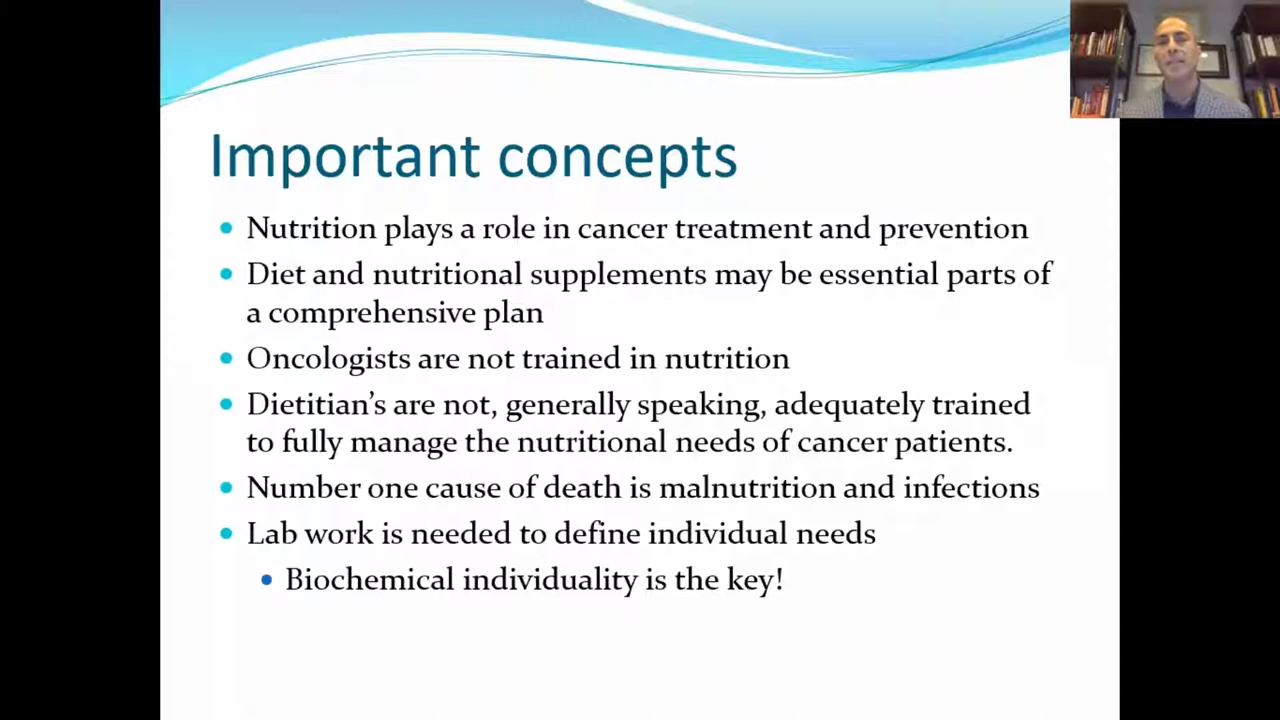 Important concepts
Nutrition plays a role in cancer treatment and prevention
Diet and nutritional supplements may be essential parts of
a comprehensive plan
Oncologists are not trained in nutrition
Dietitian's are not, generally speaking, adequately trained
to fully manage the nutritional needs of cancer patients.
Number one cause of death is malnutrition and infections
Lab work is needed to define individual needs
Biochemical individuality is the key!